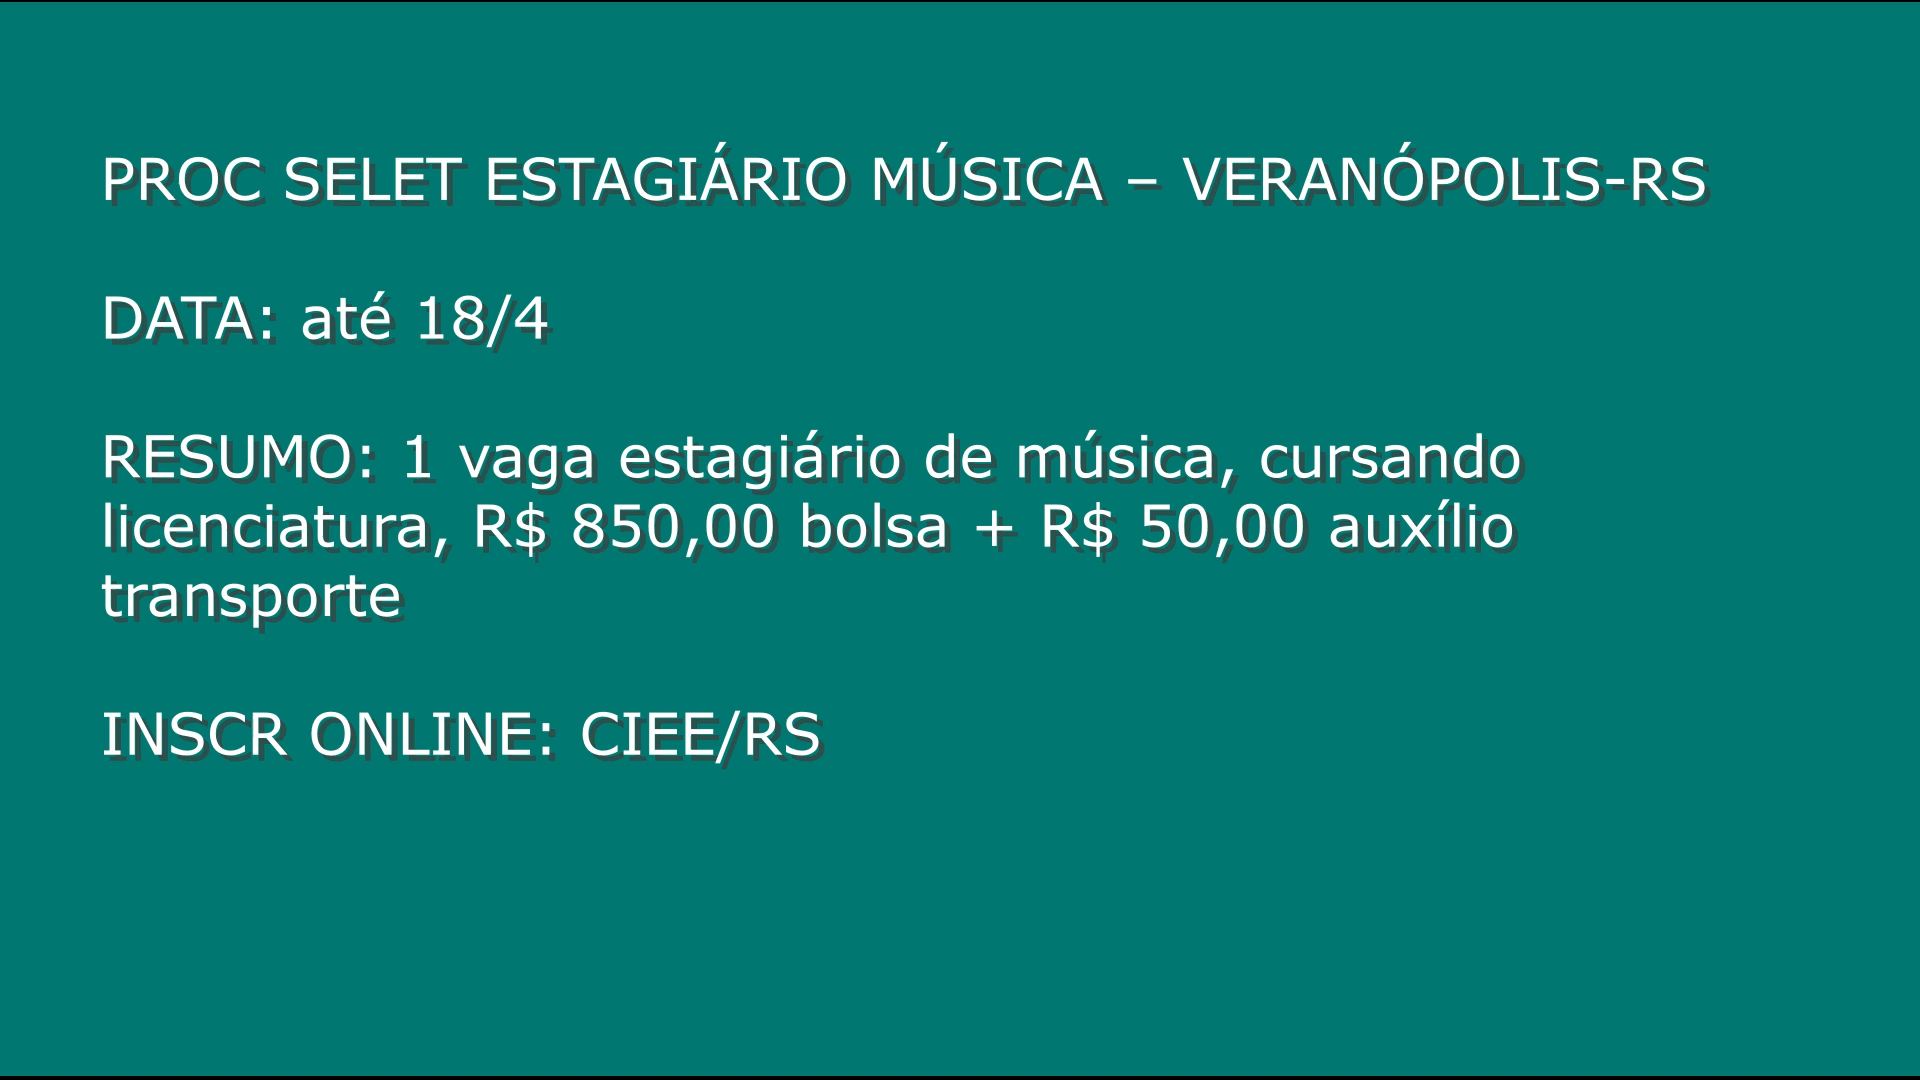 PROC SELET ESTAGIÁRIO MÚSICA – VERANÓPOLIS-RS
DATA: até 18/4
RESUMO: 1 vaga estagiário de música, cursando
licenciatura, R$ 850,00 bolsa + R$ 50,00 auxílio
transporte
INSCR ONLINE: CIEE/RS